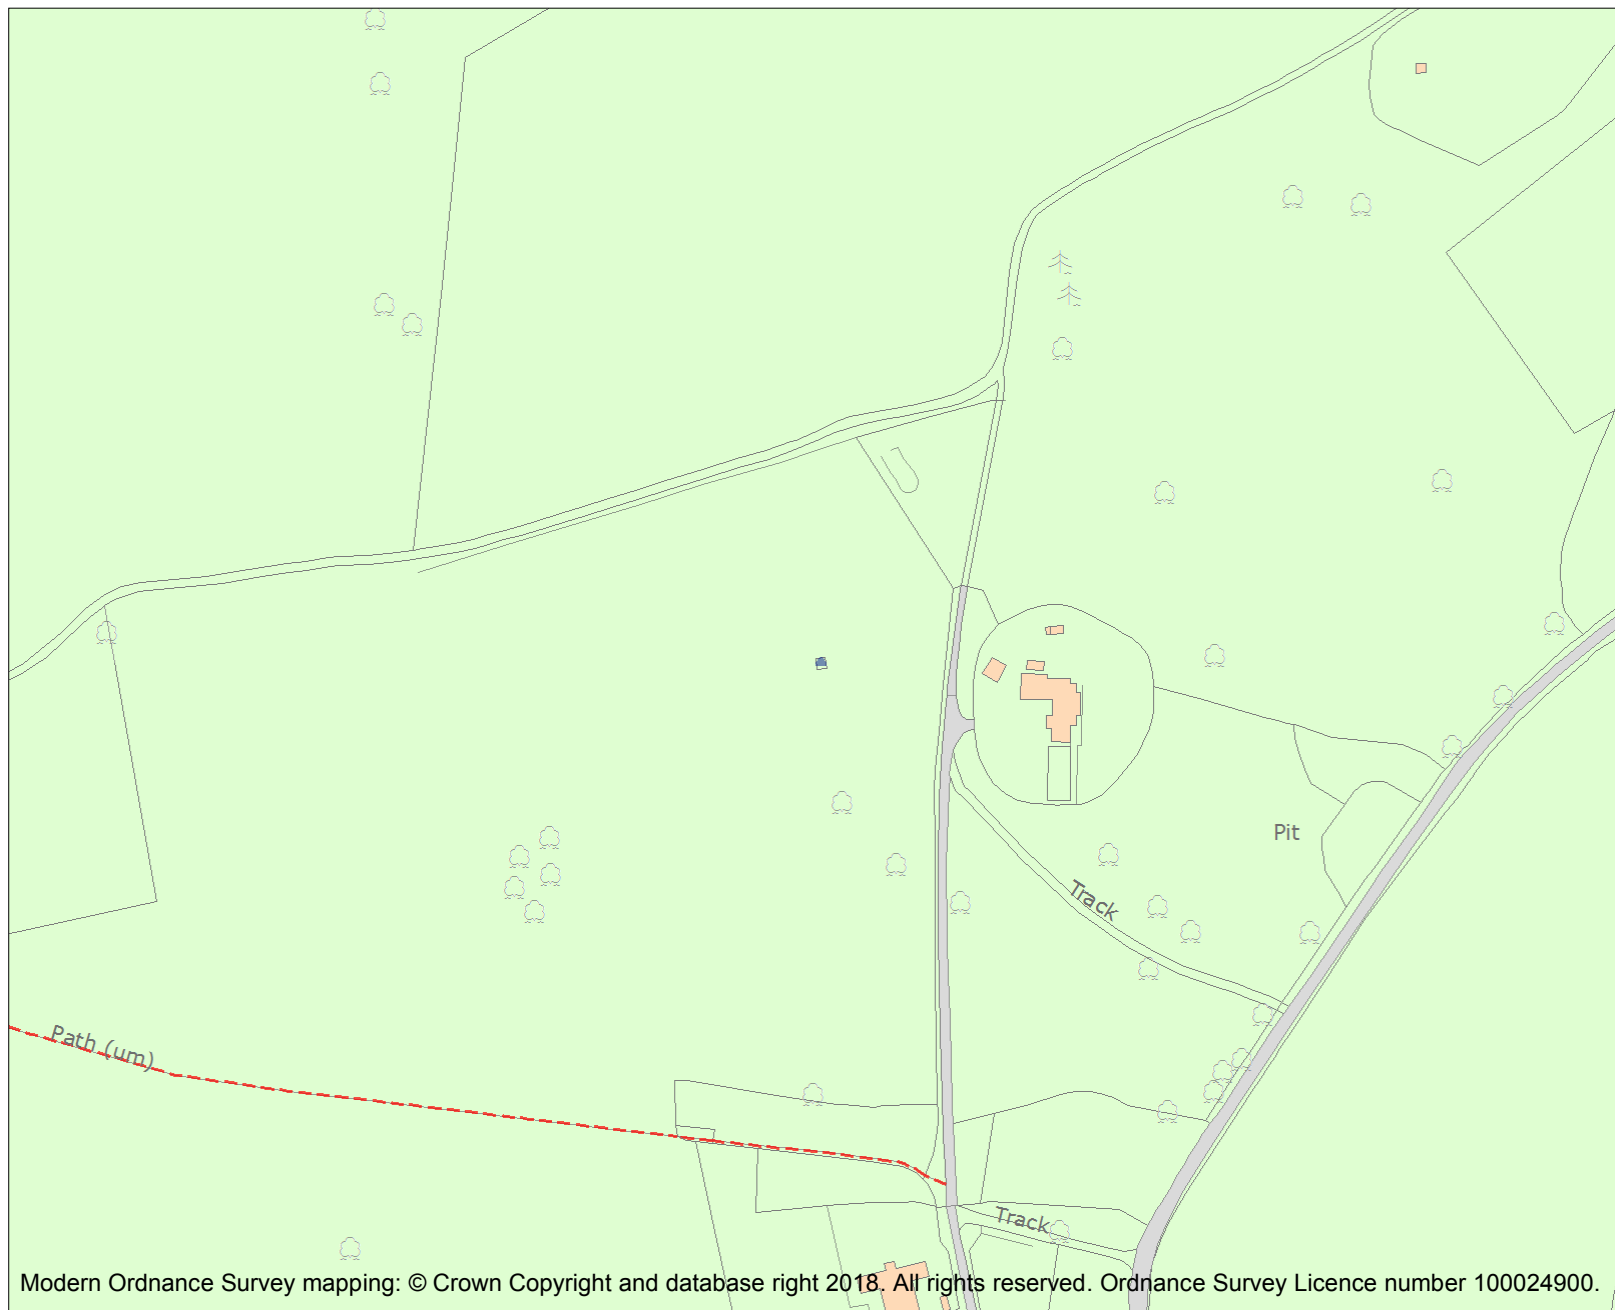 Pit
Track
Path (um)
Track
Modern Ordnance Survey mapping: © Crown Copyright and database right 2018. All rights reserved. Ordnance Survey Licence number 100024900.